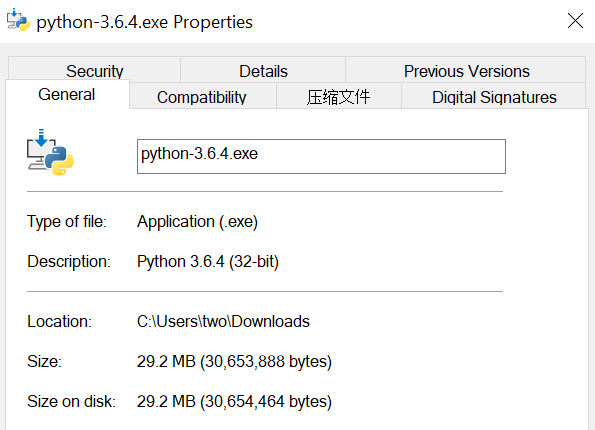 python-3.6.4.exe Properties
Security Details Previous Versions
General Compatibility 压缩文件 Digital Signatures
python-3.6.4.exe
Type of file: Application (.exe)
Description: Python 3.6.4 (32-bit)
Location: C:\Users\two\Downloads
Size: 29.2 MB (30,653,888 bytes)
Size on disk: 29.2 MB (30,654,464 bytes)